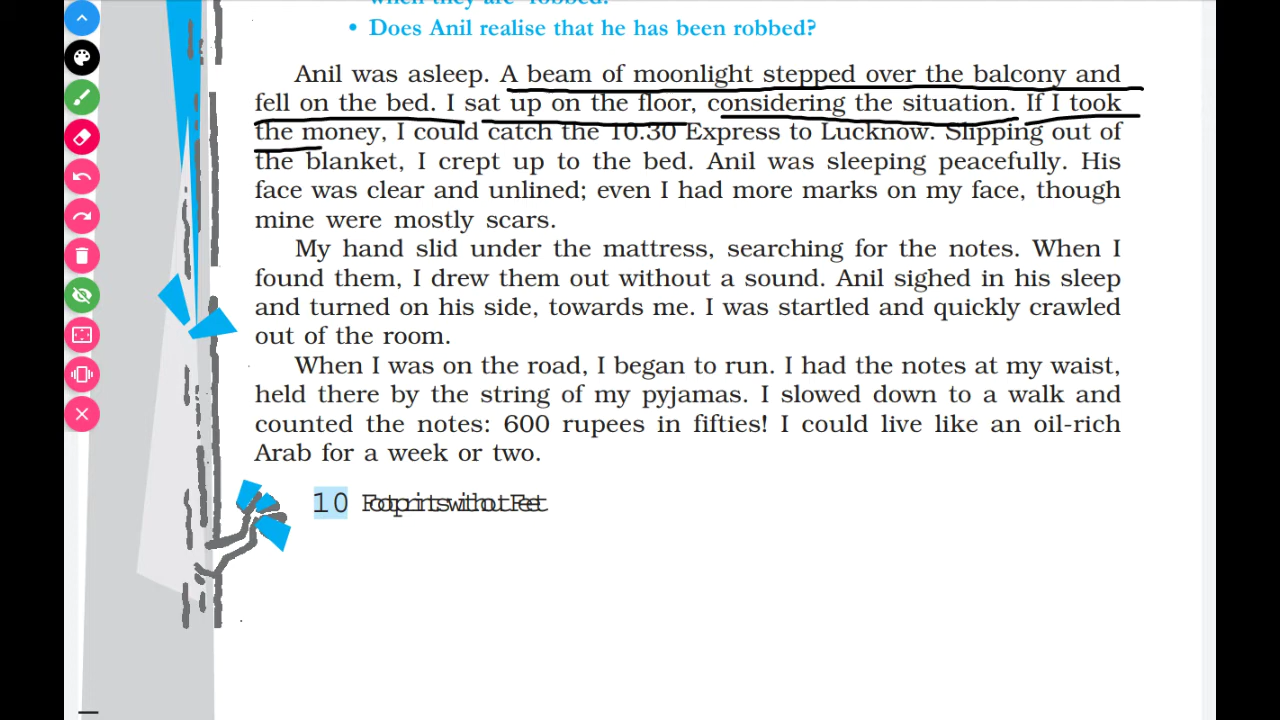 when they are robbed?
• Does Anil realise that he has been robbed?
Anil was asleep. A beam of moonlight stepped over the balcony and
fell on the bed. I sat up on the floor, considering the situation. If I took
the money, I could catch the 10.30 Express to Lucknow. Slipping out of
the blanket, I crept up to the bed. Anil was sleeping peacefully. His
face was clear and unlined; even I had more marks on my face, though
mine were mostly scars.
My hand slid under the mattress, searching for the notes. When I
found them, I drew them out without a sound. Anil sighed in his sleep
and turned on his side, towards me. I was startled and quickly crawled
out of the room.
When I was on the road, I began to run. I had the notes at my waist,
held there by the string of my pyjamas. I slowed down to a walk and
counted the notes: 600 rupees in fifties! I could live like an oil-rich
Arab for a week or two.
10 Footprints without Feet